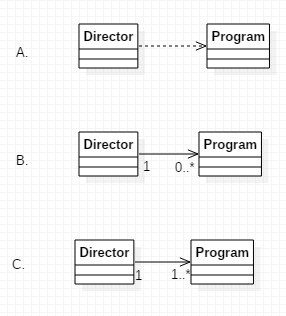 A. Director Program
B. Director Program
1 0..*
C. Director Program
1 1..*